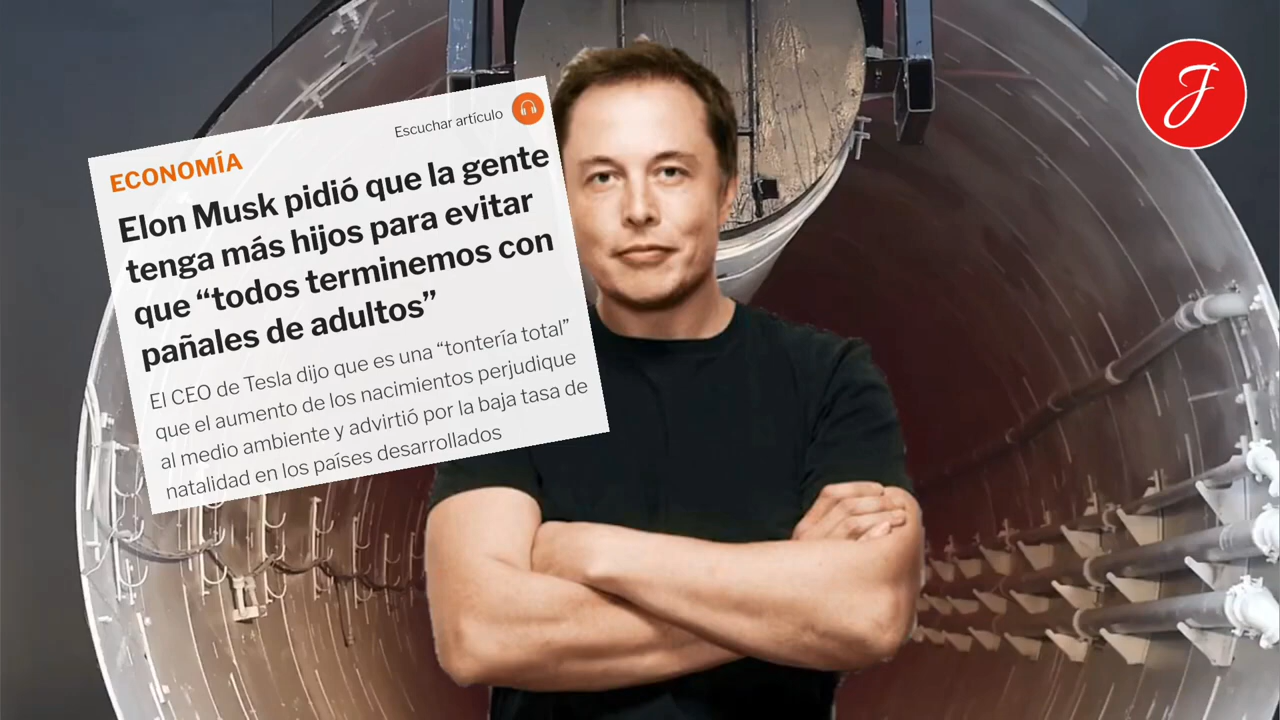 Escuchar artículo
ECONOMÍA
Elon Musk pidió que la gente
tenga más hijos para evitar
que “todos terminemos con
pañales de adultos”
El CEO de Tesla dijo que es una “tontería total”
que el aumento de los nacimientos perjudique
al medio ambiente y advirtió por la baja tasa de
natalidad en los países desarrollados
J